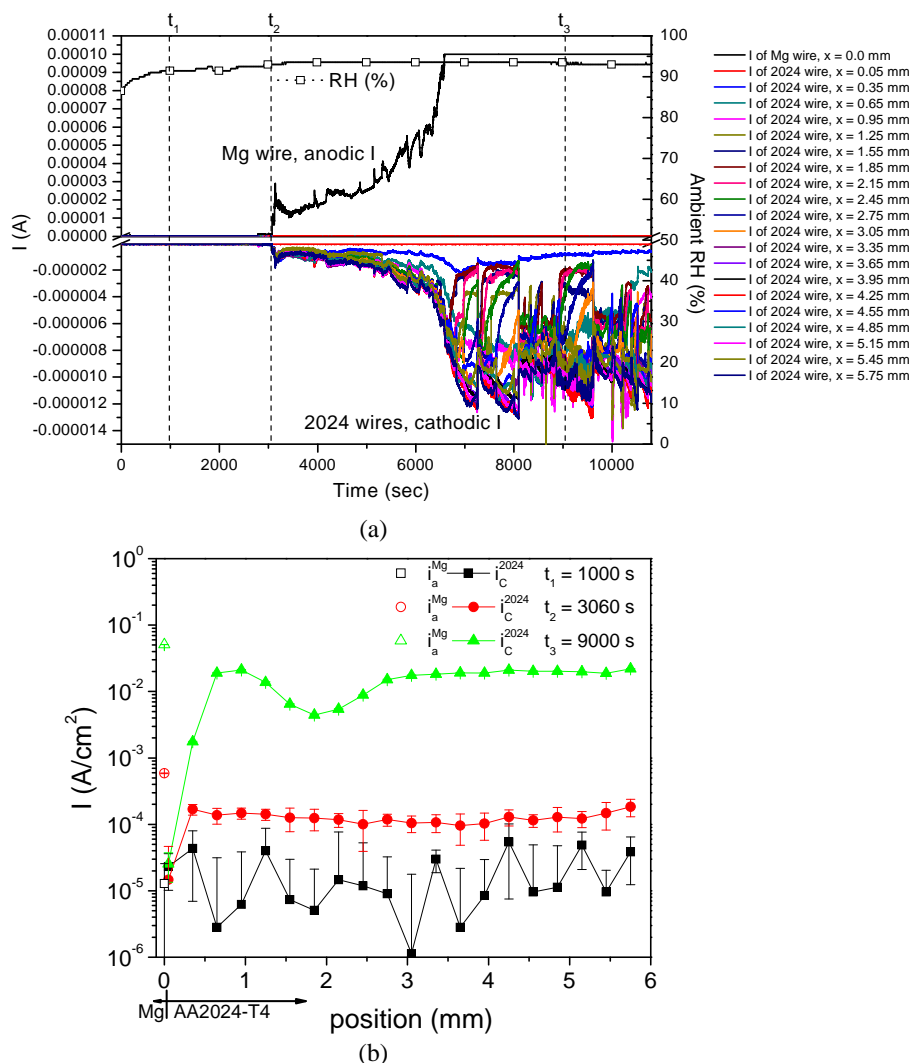 t1 t2 t3
0.00011
0.00010
0.00009
0.00008
0.00007
0.00006
0.00005
0.00004
0.00003
0.00002
0.00001
0.00000
-0.000002
-0.000004
-0.000006
-0.000008
-0.000010
-0.000012
-0.000014
I (A)
RH (%)
Mg wire, anodic I
2024 wires, cathodic I
100
90
80
70
60
50
40
30
20
10
0
Ambient RH (%)
0 2000 4000 6000 8000 10000
Time (sec)
I of Mg wire, x = 0.0 mm
I of 2024 wire, x = 0.05 mm
I of 2024 wire, x = 0.35 mm
I of 2024 wire, x = 0.65 mm
I of 2024 wire, x = 0.95 mm
I of 2024 wire, x = 1.25 mm
I of 2024 wire, x = 1.55 mm
I of 2024 wire, x = 1.85 mm
I of 2024 wire, x = 2.15 mm
I of 2024 wire, x = 2.45 mm
I of 2024 wire, x = 2.75 mm
I of 2024 wire, x = 3.05 mm
I of 2024 wire, x = 3.35 mm
I of 2024 wire, x = 3.65 mm
I of 2024 wire, x = 3.95 mm
I of 2024 wire, x = 4.25 mm
I of 2024 wire, x = 4.55 mm
I of 2024 wire, x = 4.85 mm
I of 2024 wire, x = 5.15 mm
I of 2024 wire, x = 5.45 mm
I of 2024 wire, x = 5.75 mm
(a)
10^0
10^-1
10^-2
10^-3
10^-4
10^-5
10^-6
I (A/cm^2)
i_a^Mg i_C^2024 t1 = 1000 s
i_a^Mg i_C^2024 t2 = 3060 s
i_a^Mg i_C^2024 t3 = 9000 s
0 1 2 3 4 5 6
Mg AA2024-T4
position (mm)
(b)